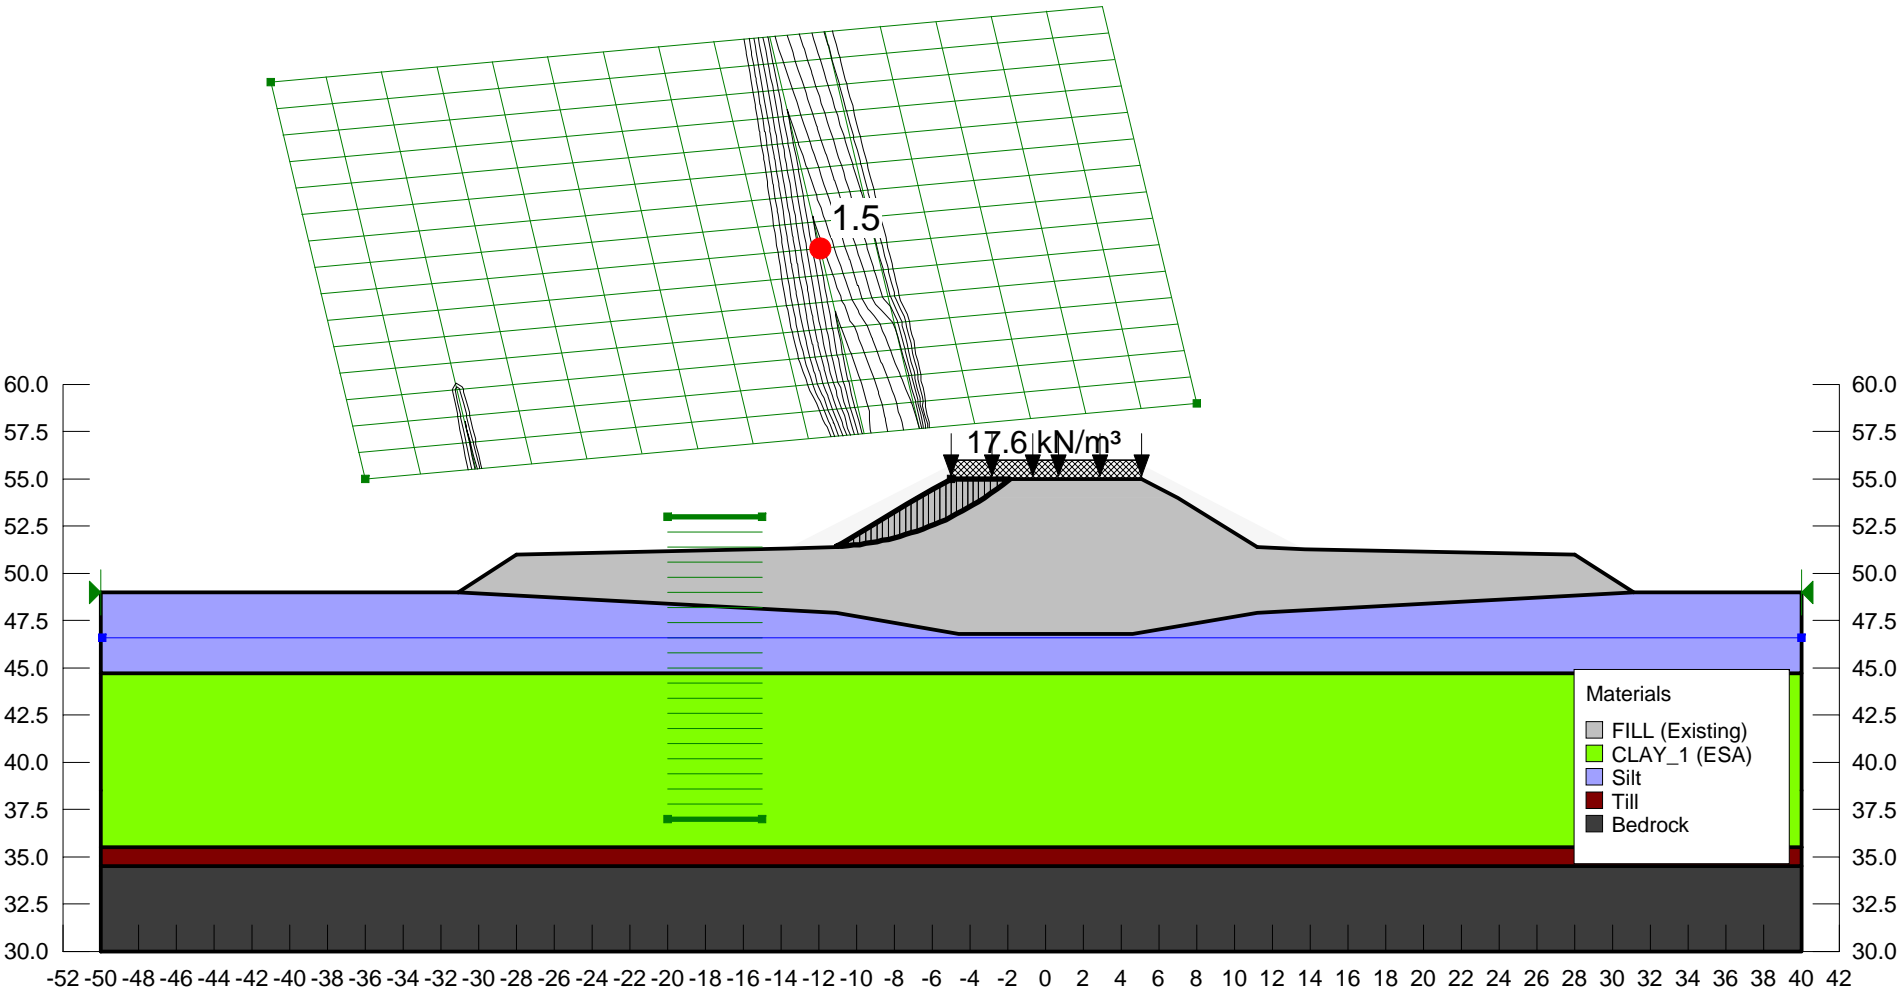 1.5
17.6 kN/m³
60.0 60.0
57.5 57.5
55.0 55.0
52.5 52.5
50.0 50.0
47.5 47.5
45.0 45.0
42.5 42.5
40.0 40.0
37.5 37.5
35.0 35.0
32.5 32.5
30.0 30.0
Materials
FILL (Existing)
CLAY_1 (ESA)
Silt
Till
Bedrock
-52 -50 -48 -46 -44 -42 -40 -38 -36 -34 -32 -30 -28 -26 -24 -22 -20 -18 -16 -14 -12 -10 -8 -6 -4 -2 0 2 4 6 8 10 12 14 16 18 20 22 24 26 28 30 32 34 36 38 40 42